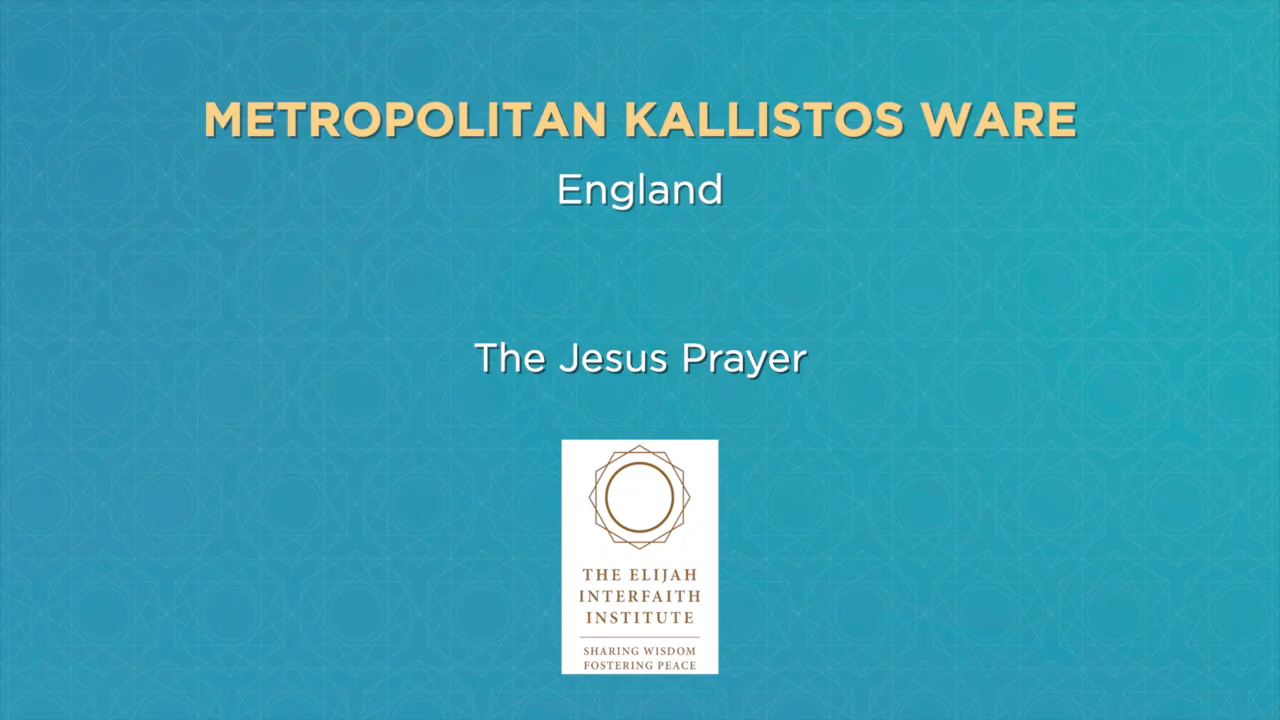 METROPOLITAN KALLISTOS WARE
England
The Jesus Prayer
THE ELIJAH
INTERFAITH
INSTITUTE
SHARING WISDOM
FOSTERING PEACE